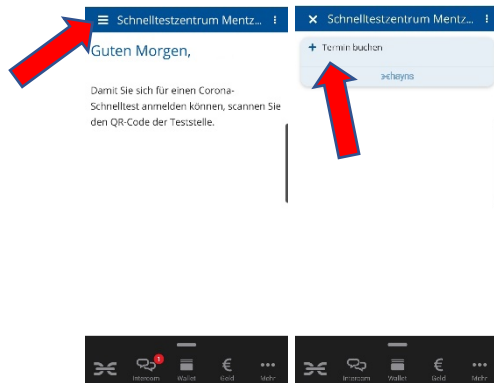 Schnelltestzentrum Mentz...
Guten Morgen,
Damit Sie sich für einen Corona-
Schnelltest anmelden können, scannen Sie
den QR-Code der Teststelle.
1
Intercom Wallet Geld Mehr
Schnelltestzentrum Mentz...
+ Termin buchen
chayns
Intercom Wallet Geld Mehr